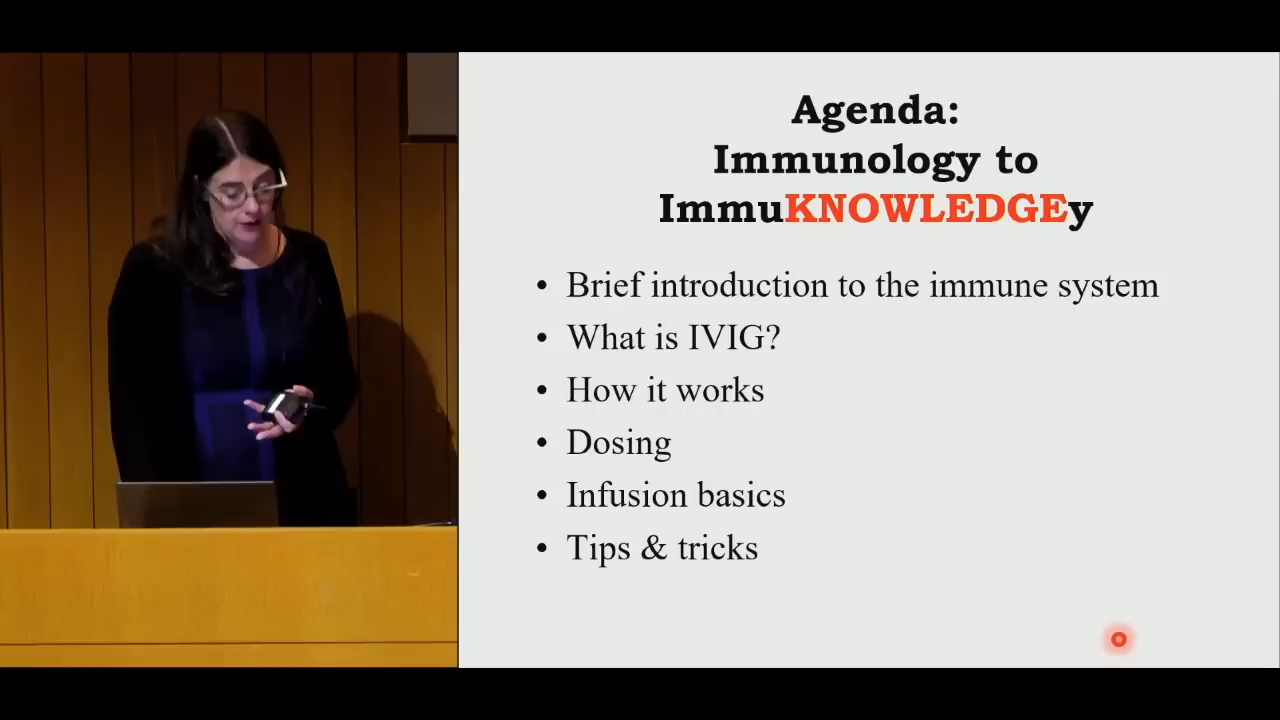 Agenda:
Immunology to
ImmuKNOWLEDGEy
• Brief introduction to the immune system
• What is IVIG?
• How it works
• Dosing
• Infusion basics
• Tips & tricks